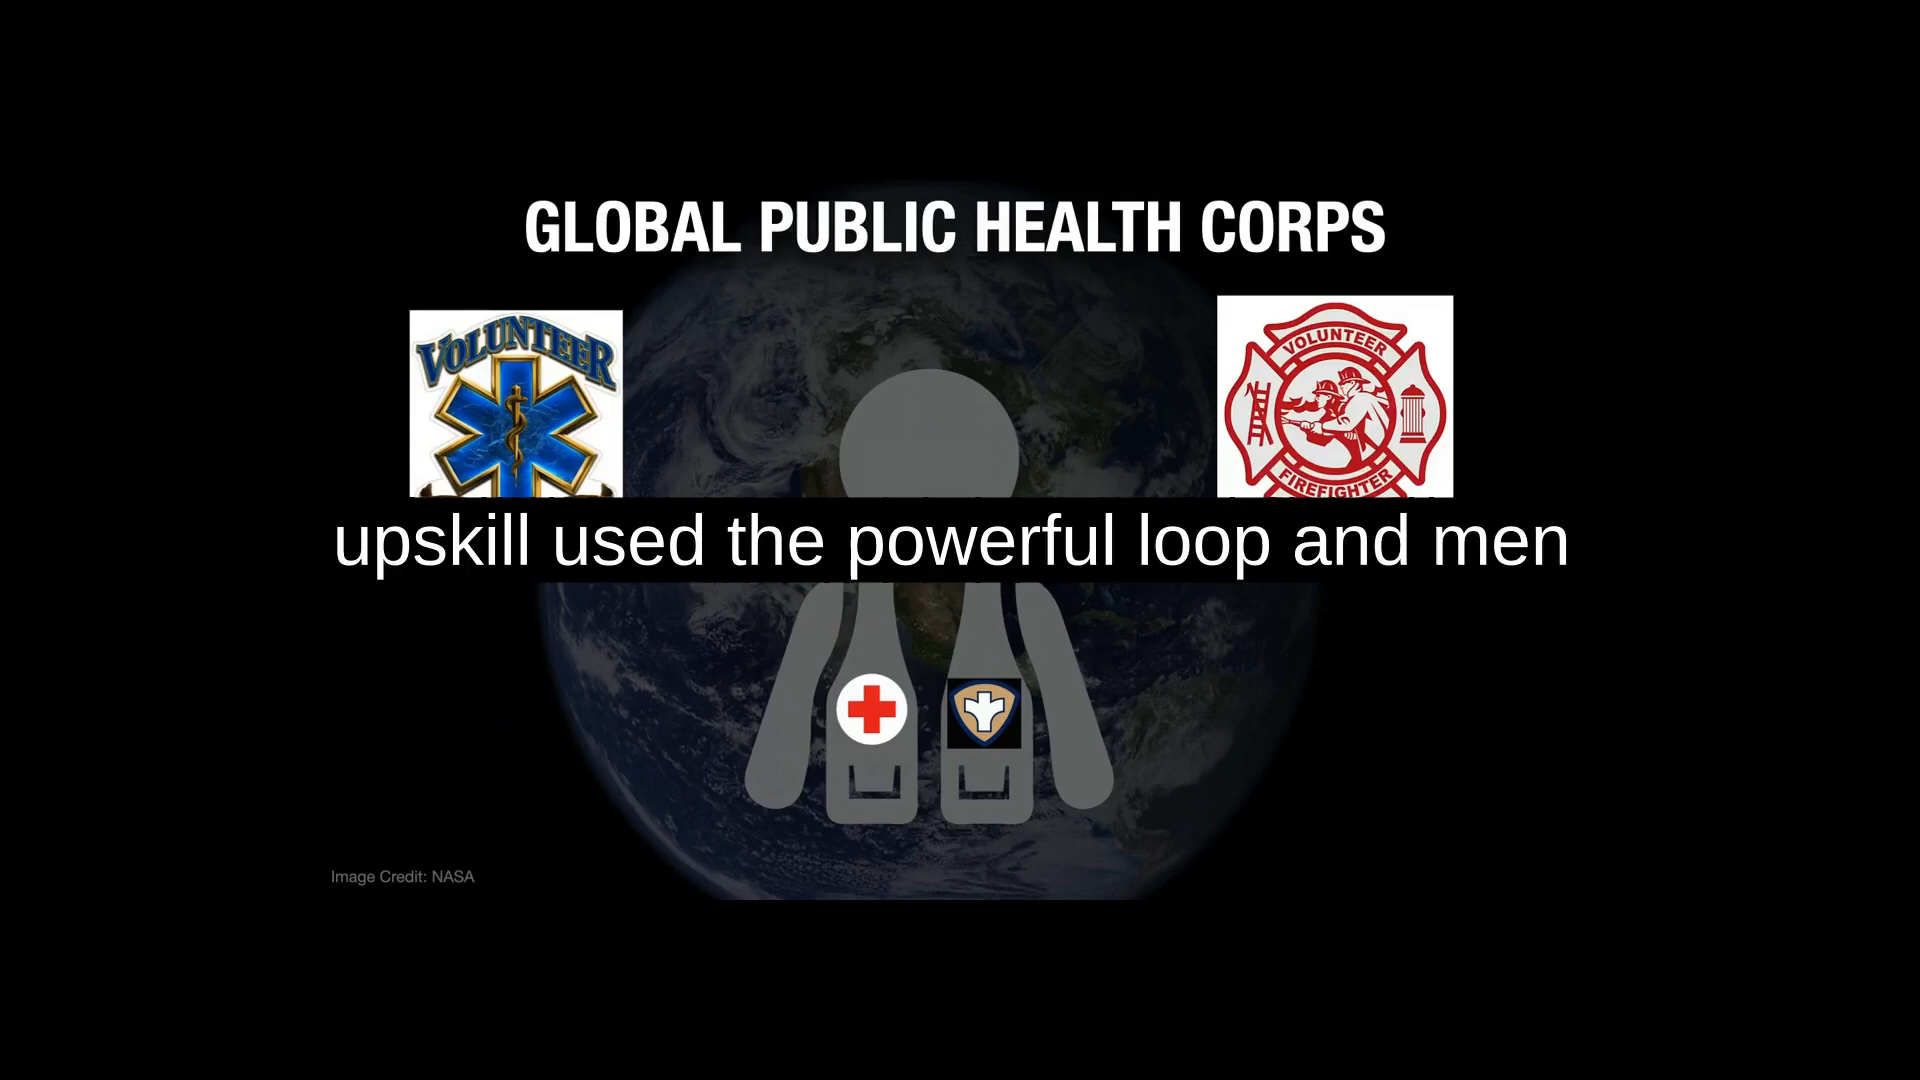 GLOBAL PUBLIC HEALTH CORPS
VOLUNTEER
VOLUNTEER
FIREFIGHTER
upskill used the powerful loop and men
Image Credit: NASA